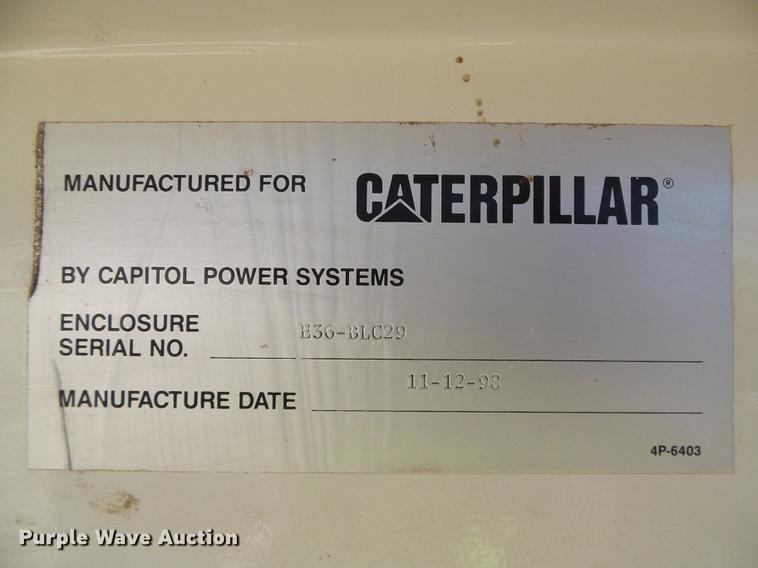 MANUFACTURED FOR CATERPILLAR®
BY CAPITOL POWER SYSTEMS
ENCLOSURE
SERIAL NO. E36-BLC29
MANUFACTURE DATE 11-12-98
4P-6403
Purple Wave Auction